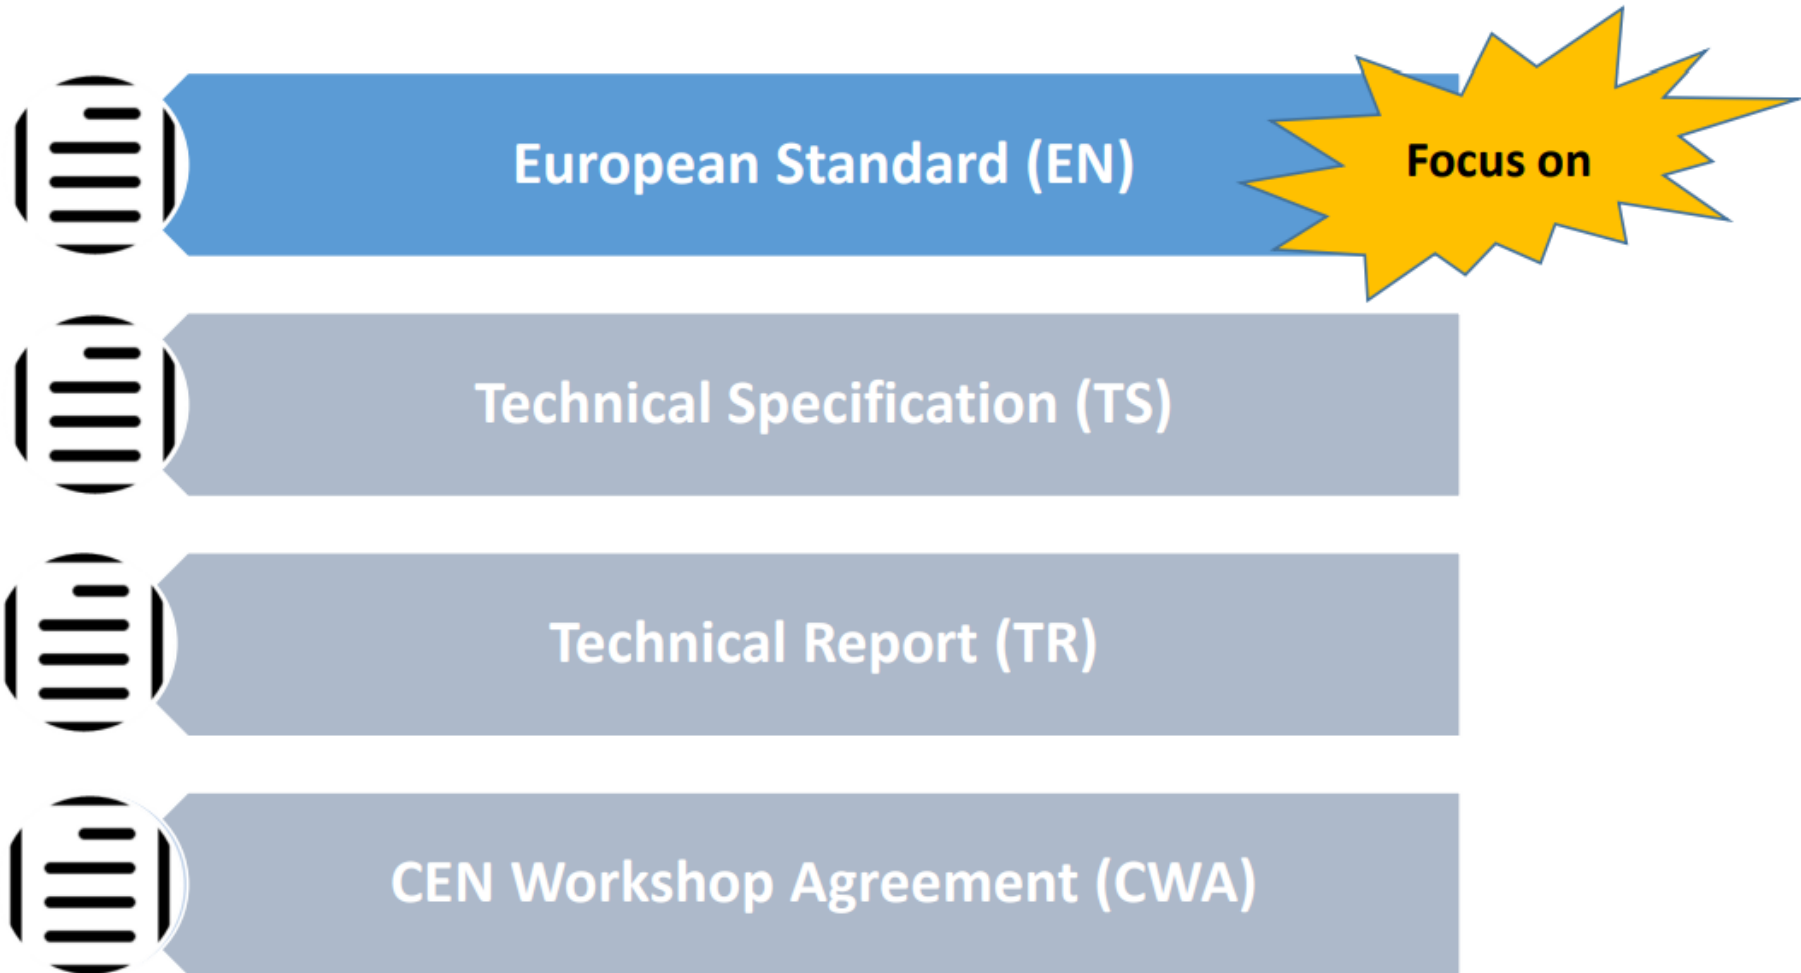 European Standard (EN)
Focus on
Technical Specification (TS)
Technical Report (TR)
CEN Workshop Agreement (CWA)